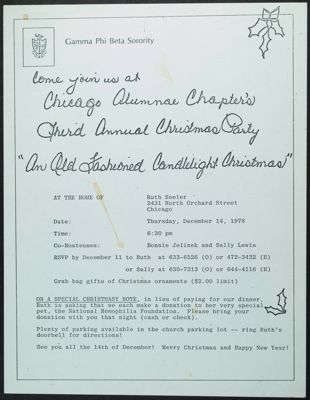 Gamma Phi Beta Sorority
Come join us at
Chicago Alumnae Chapter's
Third Annual Christmas Party
"An Old Fashioned Candlelight Christmas"
AT THE HOME OF Ruth Seeler
2431 North Orchard Street
Chicago
Date: Thursday, December 14, 1978
Time: 6:30 pm
Co-Hostesses: Bonnie Jelinek and Sally Lewis
RSVP by December 11 to Ruth at 633-6526 (O) or 472-3432 (H)
or Sally at 630-7313 (O) or 644-4116 (H)
Grab bag gifts of Christmas ornaments ($2.00 limit)
ON A SPECIAL CHRISTMASY NOTE, in lieu of paying for our dinner,
Ruth is asking that we each make a donation to her very special
pet, the National Hemophilia Foundation. Please bring your
donation with you that night (cash or check).
Plenty of parking available in the church parking lot -- ring Ruth's
doorbell for directions!
See you all the 14th of December! Merry Christmas and Happy New Year!